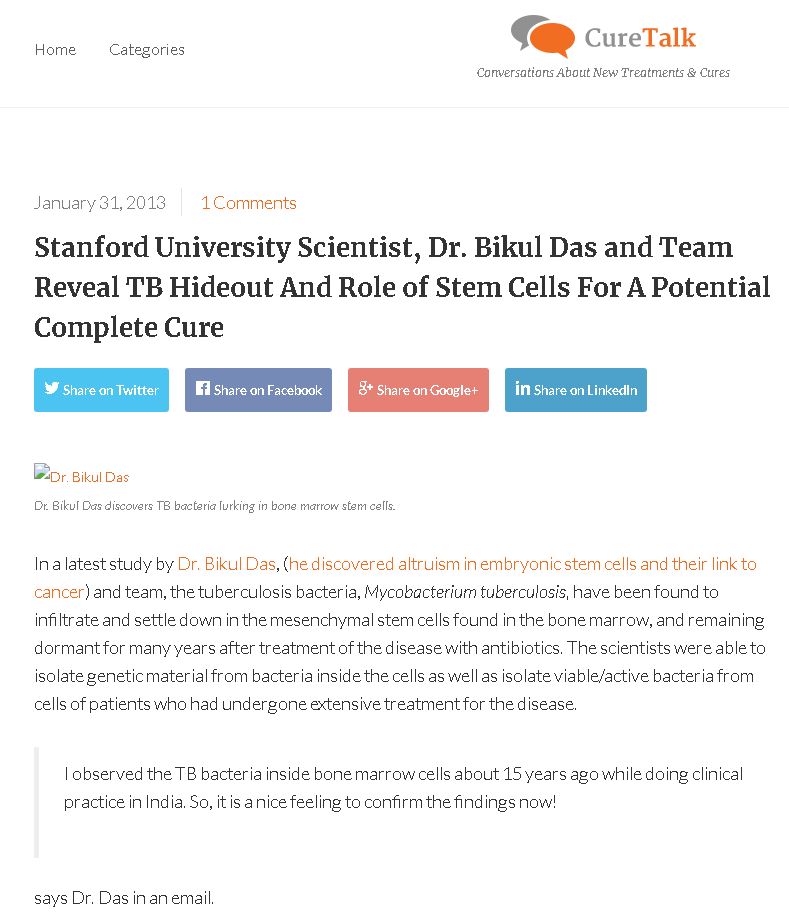 Home Categories
CureTalk
Conversations About New Treatments & Cures
January 31, 2013 1 Comments
Stanford University Scientist, Dr. Bikul Das and Team
Reveal TB Hideout And Role of Stem Cells For A Potential
Complete Cure
Share on Twitter Share on Facebook Share on Google+ Share on LinkedIn
Dr. Bikul Das
Dr. Bikul Das discovers TB bacteria lurking in bone marrow stem cells.
In a latest study by Dr. Bikul Das, (he discovered altruism in embryonic stem cells and their link to
cancer) and team, the tuberculosis bacteria, Mycobacterium tuberculosis, have been found to
infiltrate and settle down in the mesenchymal stem cells found in the bone marrow, and remaining
dormant for many years after treatment of the disease with antibiotics. The scientists were able to
isolate genetic material from bacteria inside the cells as well as isolate viable/active bacteria from
cells of patients who had undergone extensive treatment for the disease.
I observed the TB bacteria inside bone marrow cells about 15 years ago while doing clinical
practice in India. So, it is a nice feeling to confirm the findings now!
says Dr. Das in an email.